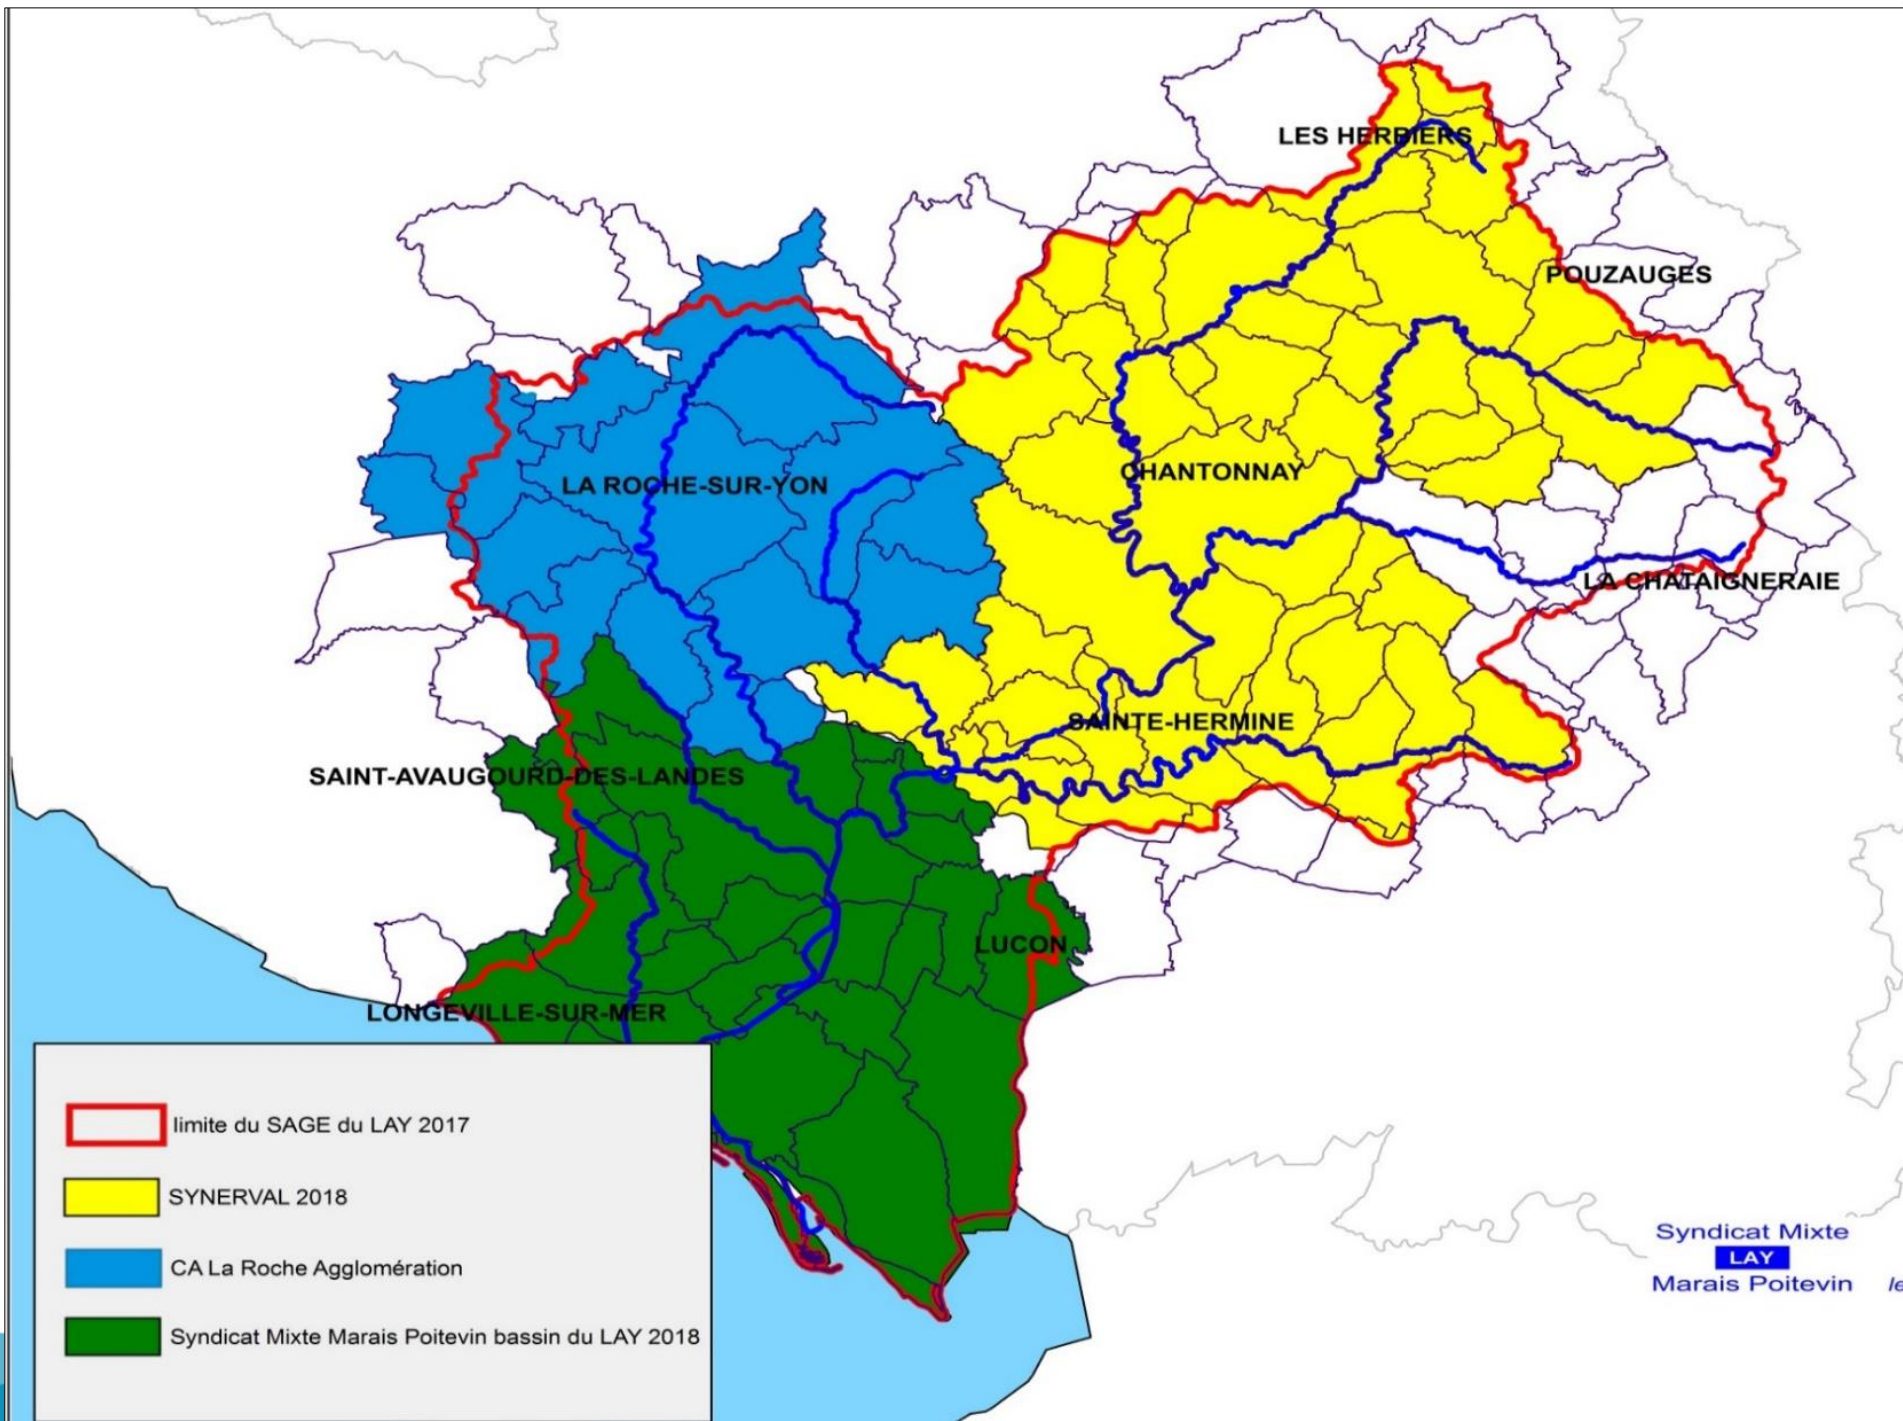 LES HERBIERS
POUZAUGES
CHANTONNAY
LA ROCHE-SUR-YON
LA CHATAIGNERAIE
SAINTE-HERMINE
SAINT-AVAUGOURD-DES-LANDES
LUCON
LONGEVILLE-SUR-MER
limite du SAGE du LAY 2017
SYNERVAL 2018
CA La Roche Agglomération
Syndicat Mixte Marais Poitevin bassin du LAY 2018
Syndicat Mixte
LAY
Marais Poitevin le